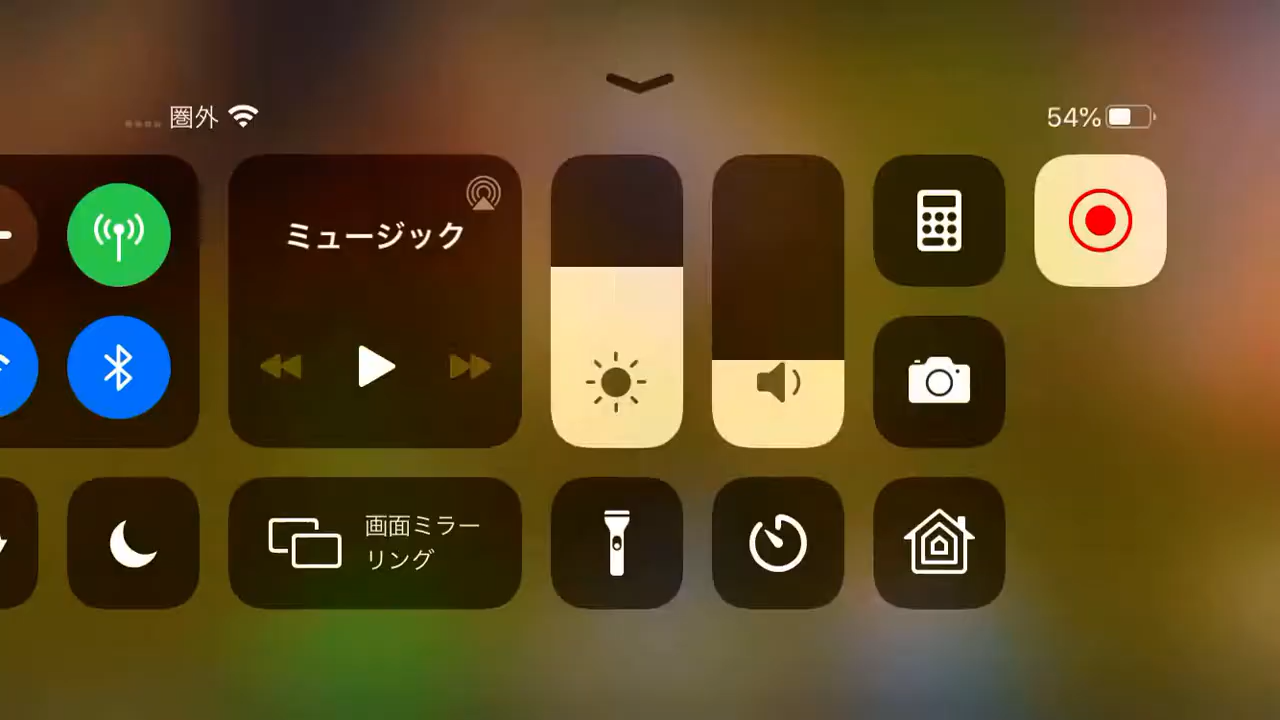 圏外
54%
ミュージック
画面ミラー
リング